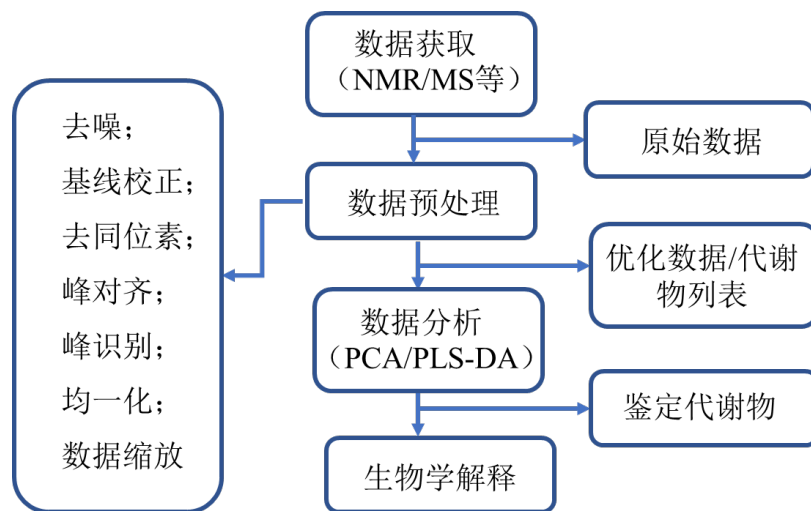 数据获取
（NMR/MS等）
原始数据
数据预处理
去噪；
基线校正；
去同位素；
峰对齐；
峰识别；
均一化；
数据缩放
优化数据/代谢
物列表
数据分析
（PCA/PLS-DA）
鉴定代谢物
生物学解释